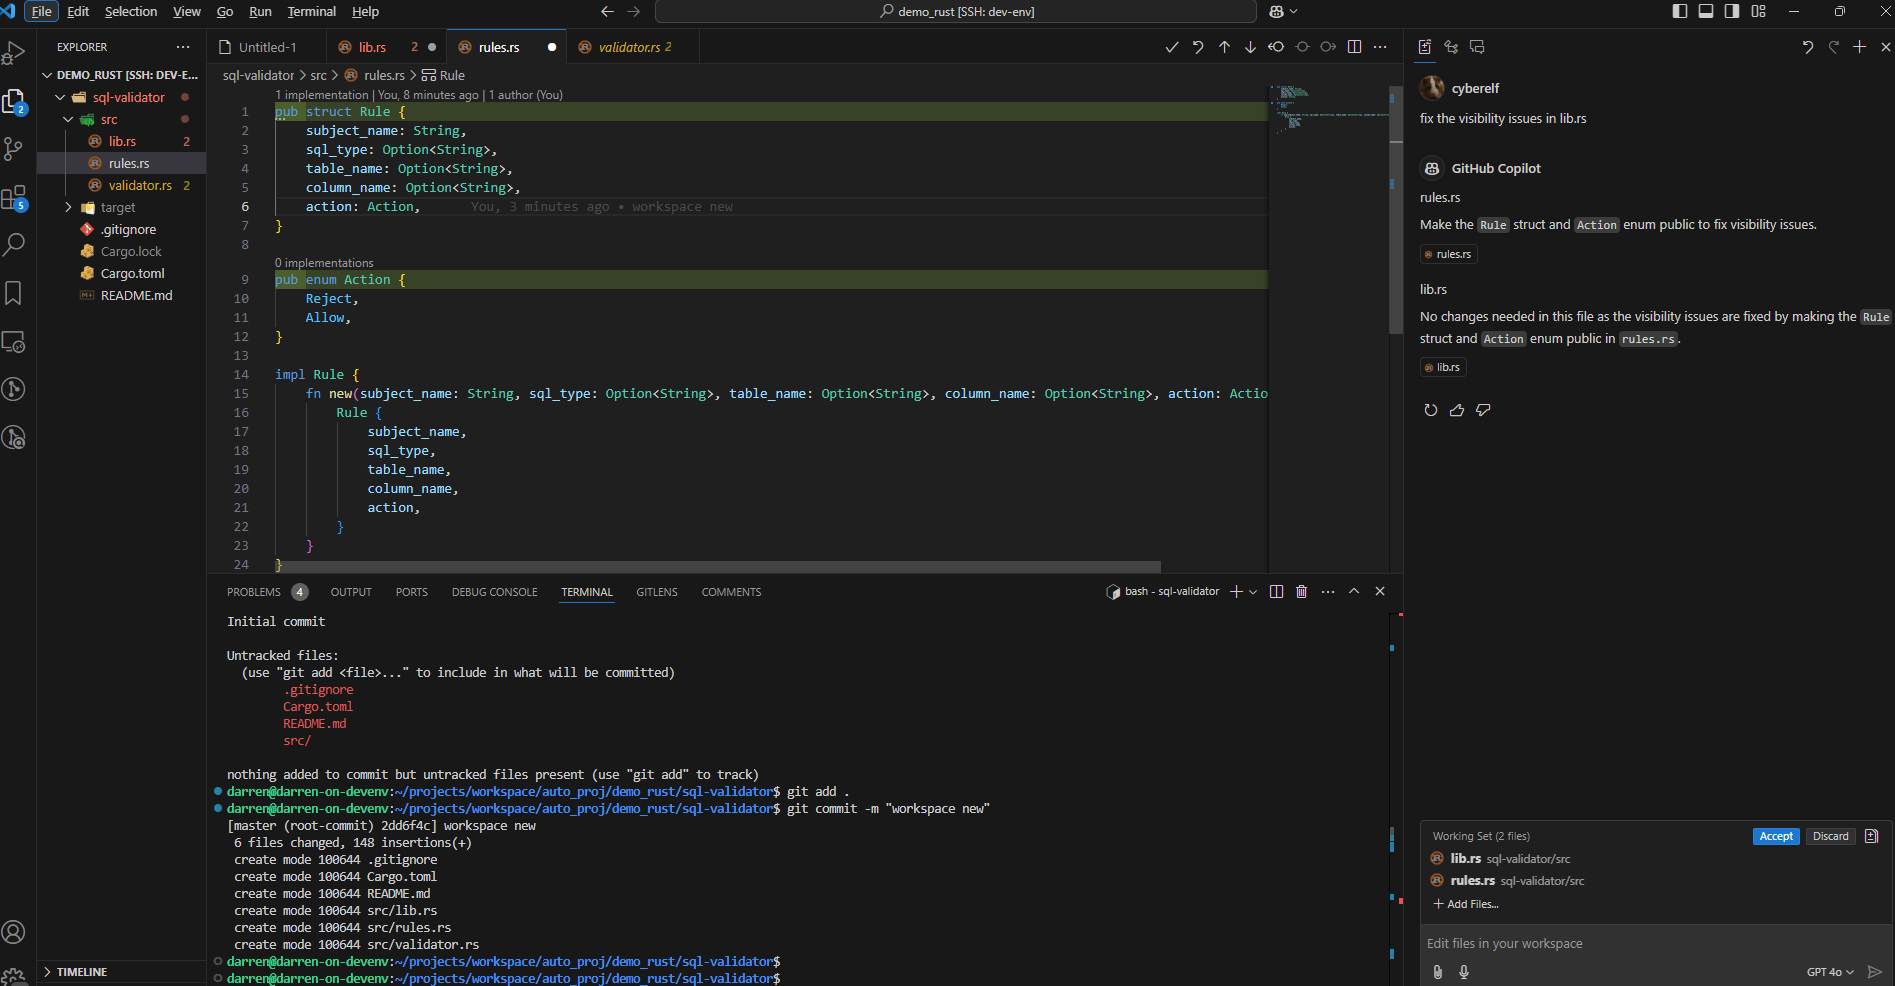 File Edit Selection View Go Run Terminal Help
demo_rust [SSH: dev-env]
EXPLORER
DEMO_RUST [SSH: DEV-E...
sql-validator
src
lib.rs 2
rules.rs
validator.rs 2
target
.gitignore
Cargo.lock
Cargo.toml
README.md
TIMELINE
2
5
Untitled-1
lib.rs 2
rules.rs
validator.rs 2
sql-validator > src > rules.rs > Rule
1 implementation | You, 8 minutes ago | 1 author (You)
1 pub struct Rule {
2 subject_name: String,
3 sql_type: Option<String>,
4 table_name: Option<String>,
5 column_name: Option<String>,
6 action: Action, You, 3 minutes ago • workspace new
7 }
8
0 implementations
9 pub enum Action {
10 Reject,
11 Allow,
12 }
13
14 impl Rule {
15 fn new(subject_name: String, sql_type: Option<String>, table_name: Option<String>, column_name: Option<String>, action: Actio
16 Rule {
17 subject_name,
18 sql_type,
19 table_name,
20 column_name,
21 action,
22 }
23 }
24 }
PROBLEMS 4 OUTPUT PORTS DEBUG CONSOLE TERMINAL GITLENS COMMENTS
bash - sql-validator
Initial commit
Untracked files:
(use "git add <file>..." to include in what will be committed)
.gitignore
Cargo.toml
README.md
src/
nothing added to commit but untracked files present (use "git add" to track)
darren@darren-on-devenv:~/projects/workspace/auto_proj/demo_rust/sql-validator$ git add .
darren@darren-on-devenv:~/projects/workspace/auto_proj/demo_rust/sql-validator$ git commit -m "workspace new"
[master (root-commit) 2dd6f4c] workspace new
6 files changed, 148 insertions(+)
create mode 100644 .gitignore
create mode 100644 Cargo.toml
create mode 100644 README.md
create mode 100644 src/lib.rs
create mode 100644 src/rules.rs
create mode 100644 src/validator.rs
darren@darren-on-devenv:~/projects/workspace/auto_proj/demo_rust/sql-validator$
darren@darren-on-devenv:~/projects/workspace/auto_proj/demo_rust/sql-validator$
cyberelf
fix the visibility issues in lib.rs
GitHub Copilot
rules.rs
Make the Rule struct and Action enum public to fix visibility issues.
rules.rs
lib.rs
No changes needed in this file as the visibility issues are fixed by making the Rule
struct and Action enum public in rules.rs.
lib.rs
Working Set (2 files) Accept Discard
lib.rs sql-validator/src
rules.rs sql-validator/src
+ Add Files...
Edit files in your workspace
GPT 4o